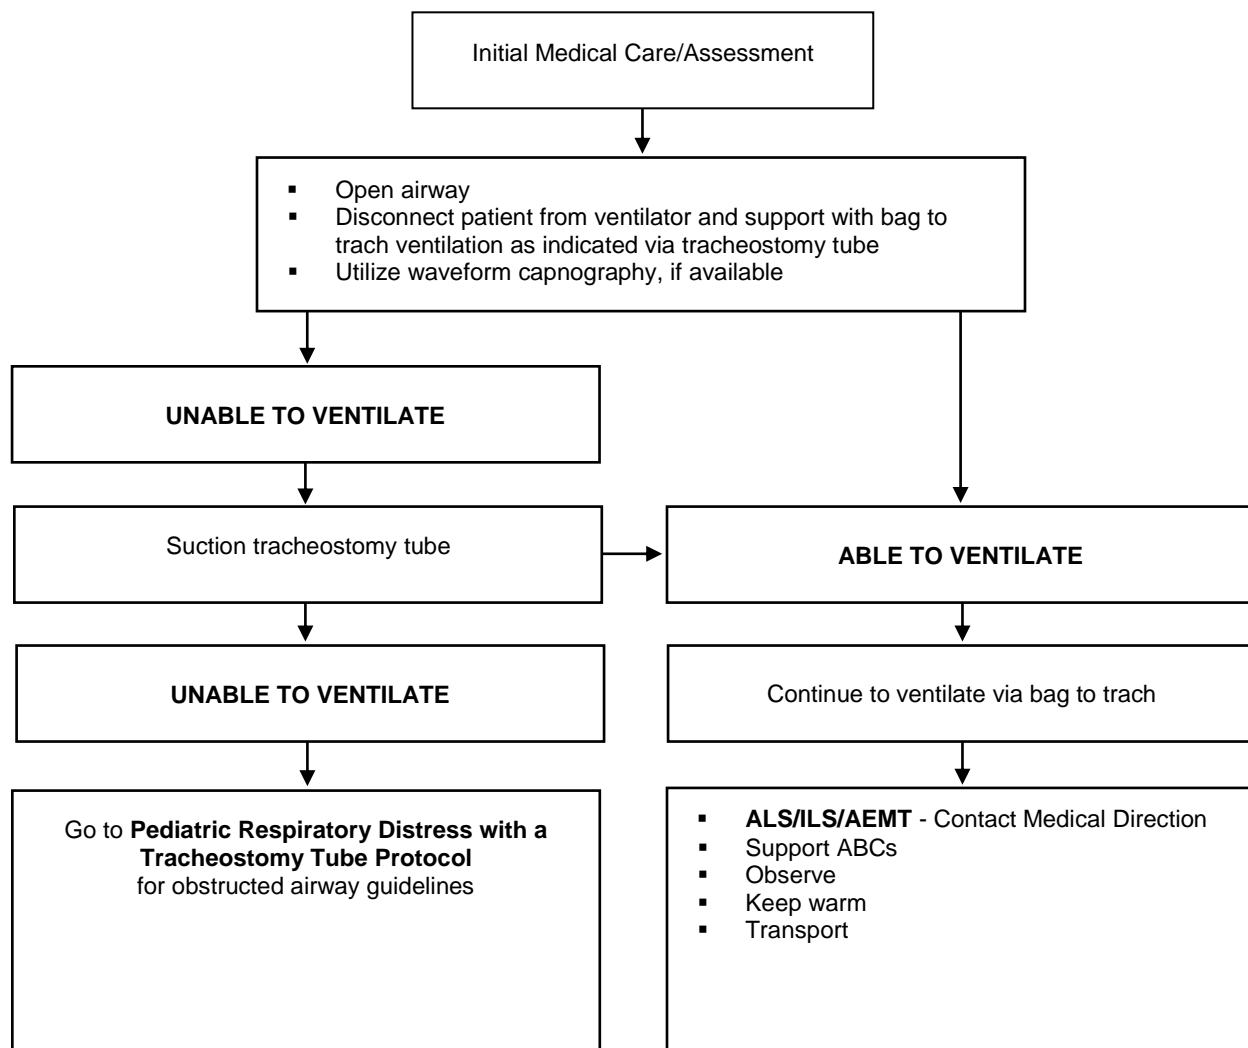 Initial Medical Care/Assessment
▪ Open airway
▪ Disconnect patient from ventilator and support with bag to
trach ventilation as indicated via tracheostomy tube
▪ Utilize waveform capnography, if available
UNABLE TO VENTILATE
Suction tracheostomy tube
ABLE TO VENTILATE
UNABLE TO VENTILATE
Continue to ventilate via bag to trach
Go to Pediatric Respiratory Distress with a
Tracheostomy Tube Protocol
for obstructed airway guidelines
▪ ALS/ILS/AEMT - Contact Medical Direction
▪ Support ABCs
▪ Observe
▪ Keep warm
▪ Transport